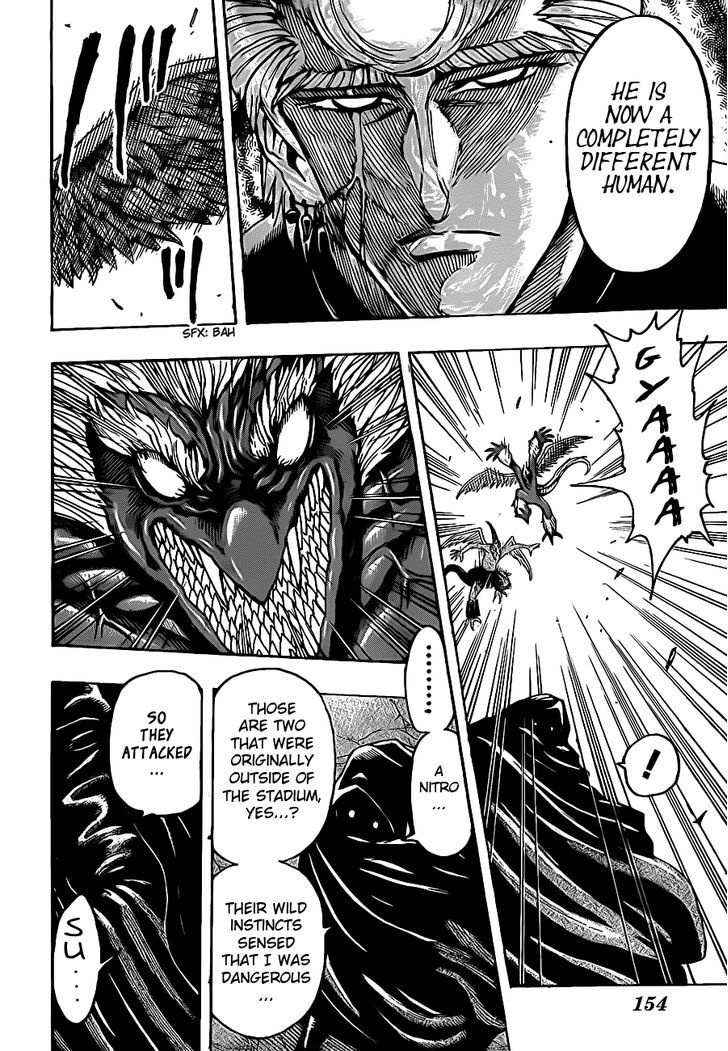 HE IS
NOW A
COMPLETELY
DIFFERENT
HUMAN.
SFX: BAH
GYAAAA
!
........
A
NITRO
...
THOSE
ARE TWO
THAT WERE
ORIGINALLY
OUTSIDE OF
THE STADIUM,
YES...?
THEIR WILD
INSTINCTS
SENSED
THAT I WAS
DANGEROUS
...
SO
THEY
ATTACKED
...
SU...
154